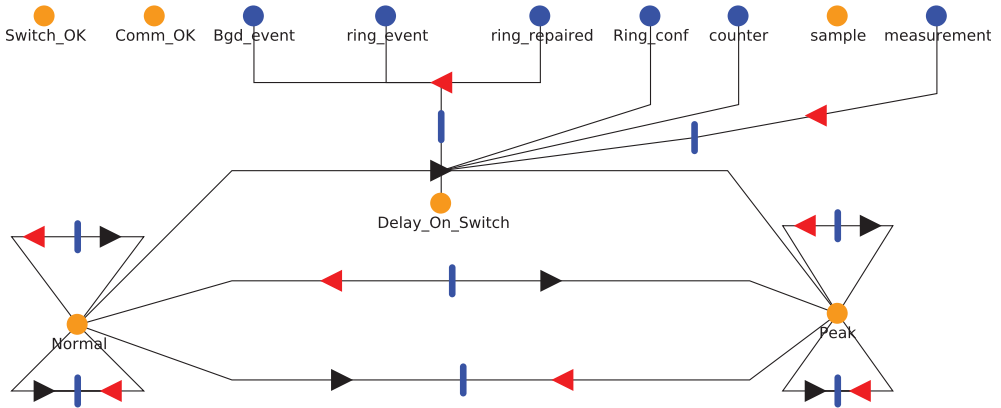 Switch_OK Comm_OK Bgd_event ring_event ring_repaired Ring_conf counter sample measurement
Delay_On_Switch
Normal
Peak